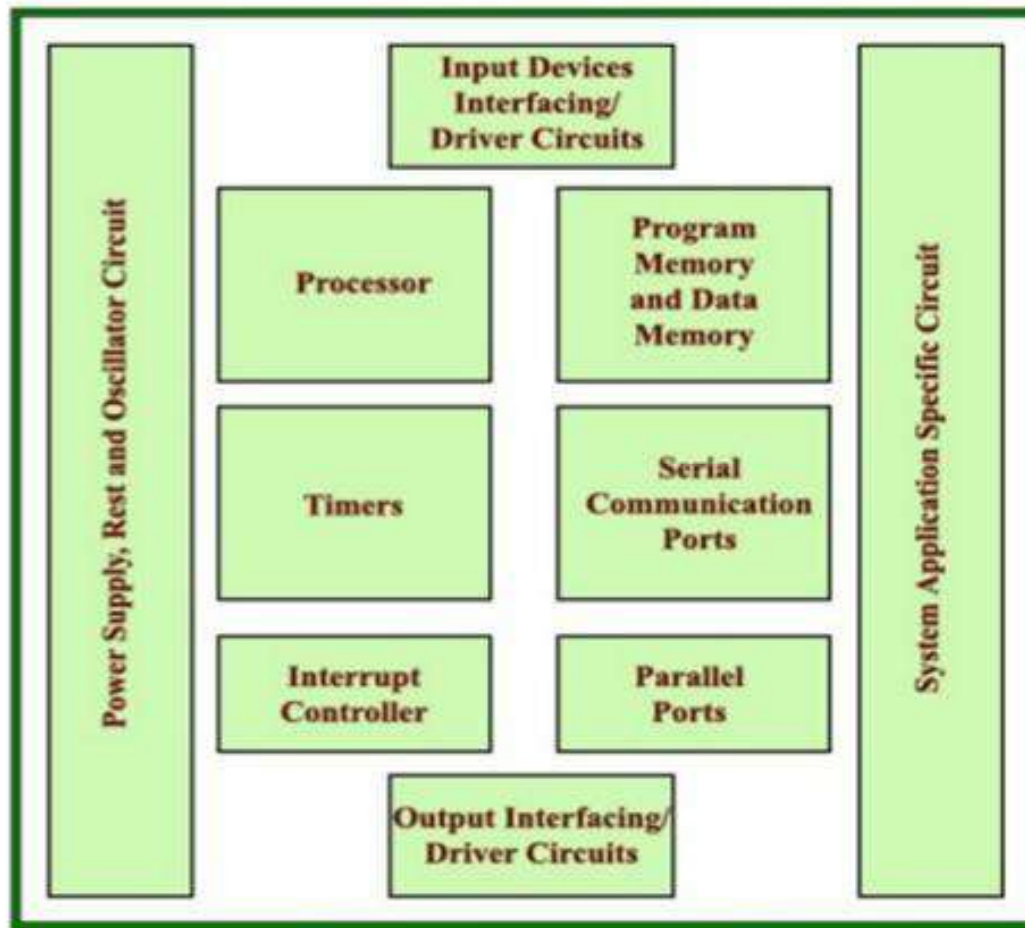 Power Supply, Rest and Oscillator Circuit
Input Devices
Interfacing/
Driver Circuits
Processor
Program
Memory
and Data
Memory
Timers
Serial
Communication
Ports
Interrupt
Controller
Parallel
Ports
Output Interfacing/
Driver Circuits
System Application Specific Circuit